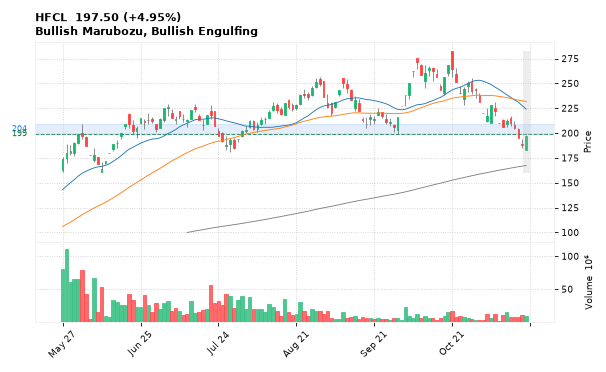 HFCL 197.50 (+4.95%)
Bullish Marubozu, Bullish Engulfing
275
250
225
200
175
150
125
100
Price
199
100
50
Volume 10⁴
May 27
Jun 25
Jul 24
Aug 21
Sep 21
Oct 21